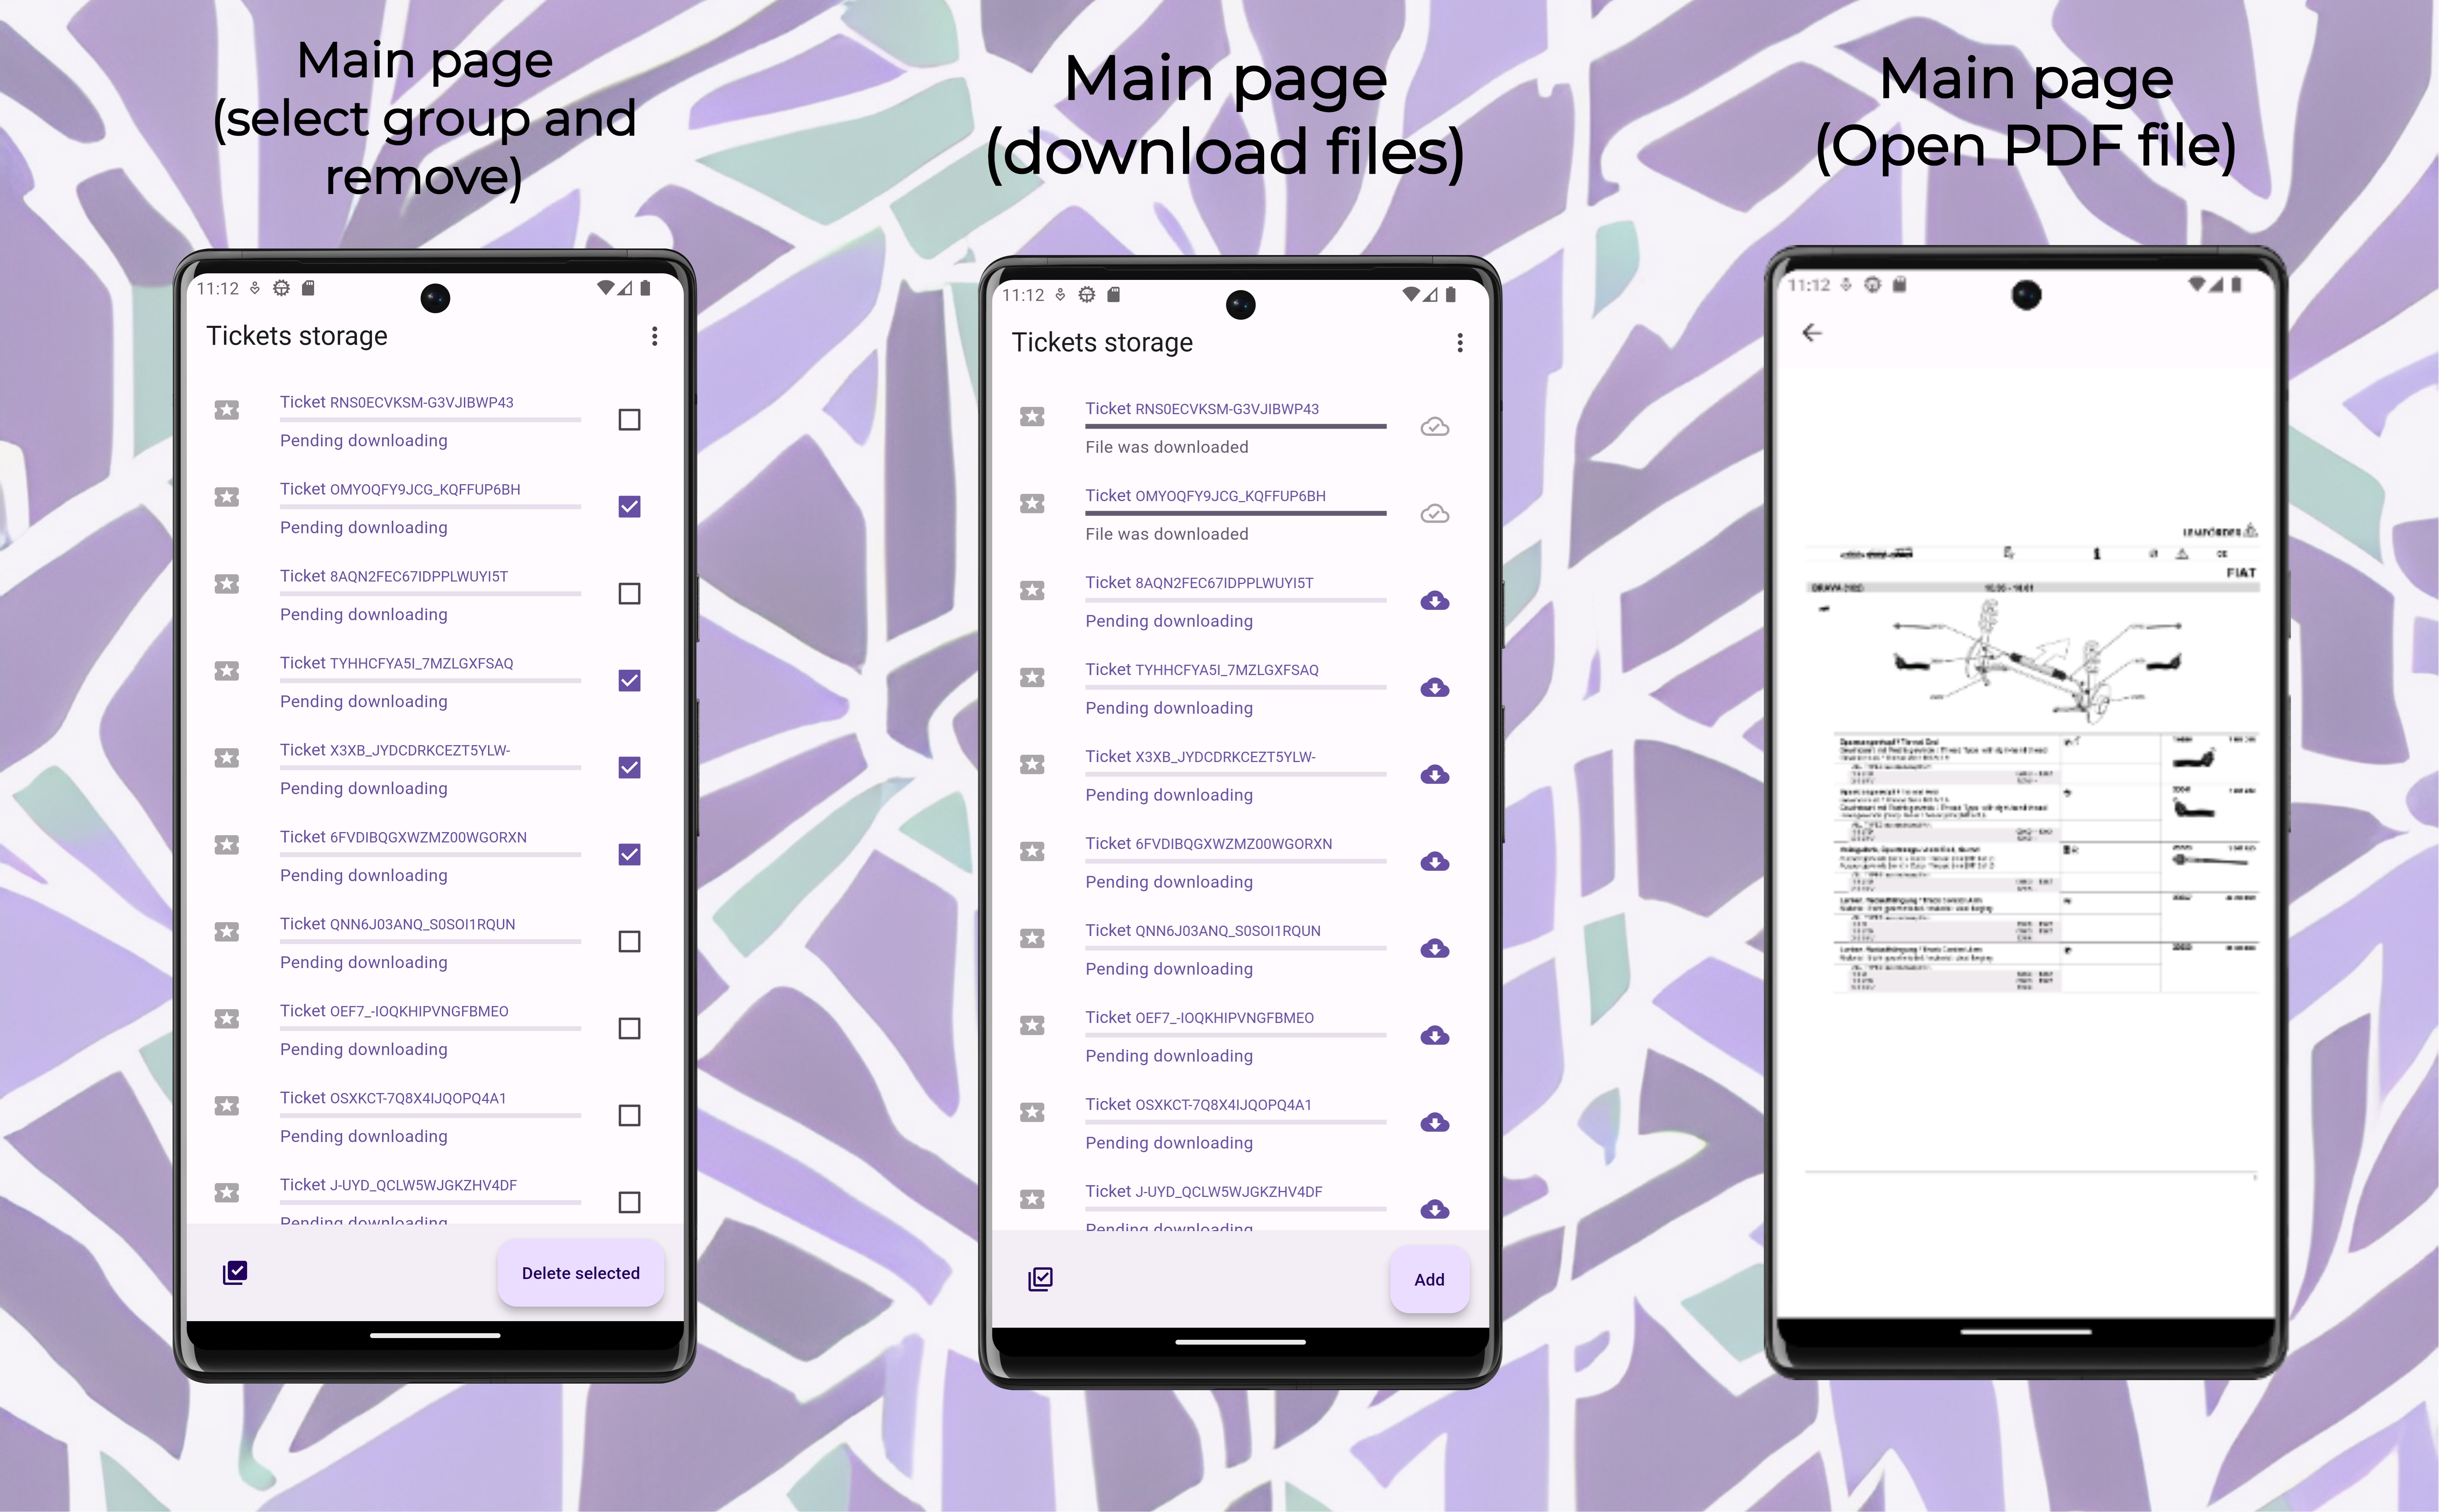 Main page
(select group and
remove)
11:12
Tickets storage
Ticket RNS0ECVKSM-G3VJIBWP43
Pending downloading
Ticket OMYOQFY9JCG_KQFFUP6BH
Pending downloading
Ticket 8AQN2FEC67IDPPLWUYI5T
Pending downloading
Ticket TYHHCFYA5I_7MZLGXFSAQ
Pending downloading
Ticket X3XB_JYDCDRKCEZT5YLW-
Pending downloading
Ticket 6FVDIBQGXWZMZ00WGORXN
Pending downloading
Ticket QNN6J03ANQ_S0SOI1RQUN
Pending downloading
Ticket OEF7_-IOQKHIPVNGFBMEO
Pending downloading
Ticket OSXKCT-7Q8X4IJQOPQ4A1
Pending downloading
Ticket J-UYD_QCLW5WJGKZHV4DF
Pending downloading
Delete selected
Main page
(download files)
11:12
Tickets storage
Ticket RNS0ECVKSM-G3VJIBWP43
File was downloaded
Ticket OMYOQFY9JCG_KQFFUP6BH
File was downloaded
Ticket 8AQN2FEC67IDPPLWUYI5T
Pending downloading
Ticket TYHHCFYA5I_7MZLGXFSAQ
Pending downloading
Ticket X3XB_JYDCDRKCEZT5YLW-
Pending downloading
Ticket 6FVDIBQGXWZMZ00WGORXN
Pending downloading
Ticket QNN6J03ANQ_S0SOI1RQUN
Pending downloading
Ticket OEF7_-IOQKHIPVNGFBMEO
Pending downloading
Ticket OSXKCT-7Q8X4IJQOPQ4A1
Pending downloading
Ticket J-UYD_QCLW5WJGKZHV4DF
Pending downloading
Add
Main page
(Open PDF file)
11:12
FIAT